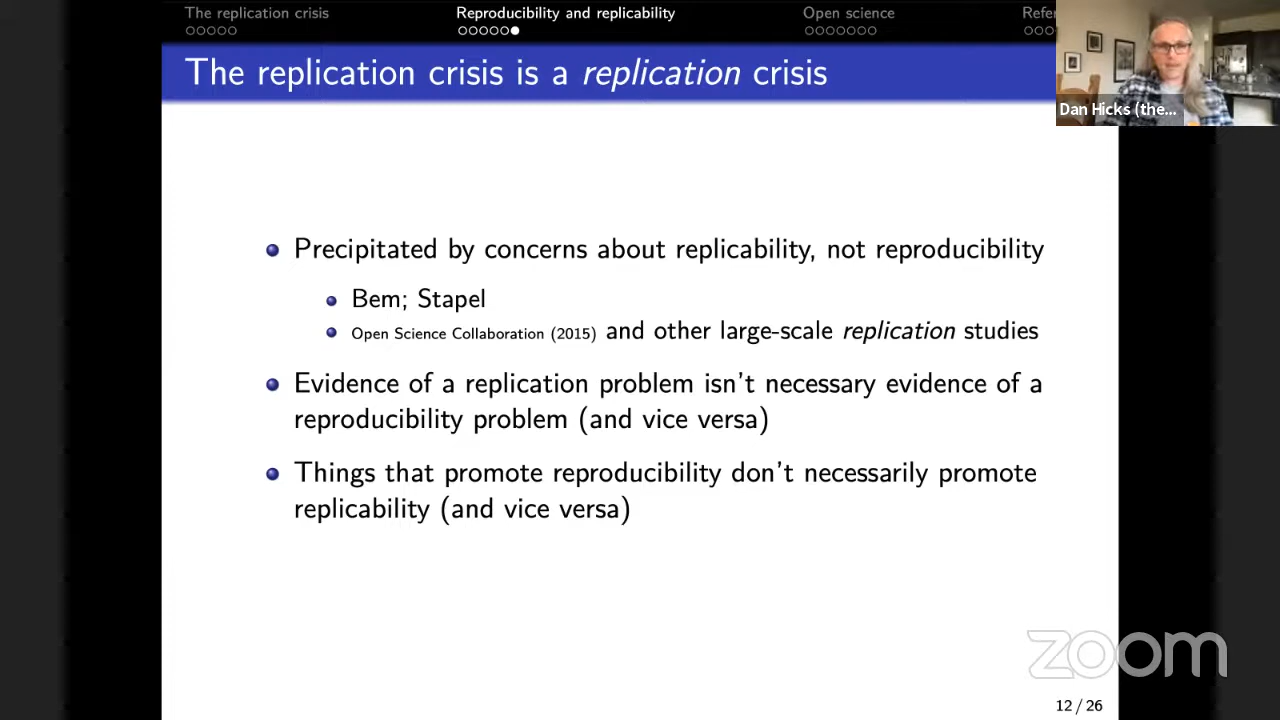 The replication crisis
Reproducibility and replicability
Open science
Refer
The replication crisis is a replication crisis
Dan Hicks (the...
Precipitated by concerns about replicability, not reproducibility
Bem; Stapel
Open Science Collaboration (2015) and other large-scale replication studies
Evidence of a replication problem isn't necessary evidence of a
reproducibility problem (and vice versa)
Things that promote reproducibility don't necessarily promote
replicability (and vice versa)
zoom
12 / 26